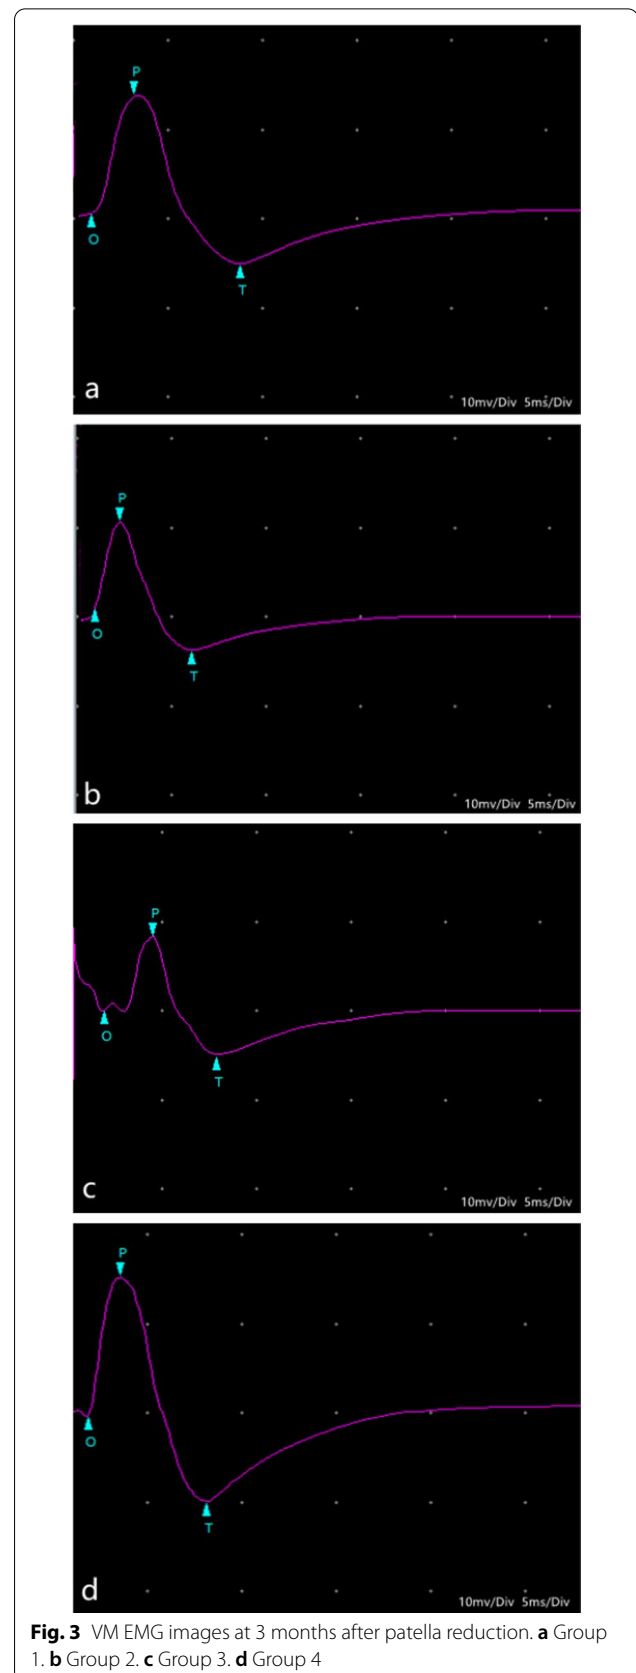 P
O
T
a
10mv/Div 5ms/Div
P
O
T
b
10mv/Div 5ms/Div
P
O
T
c
10mv/Div 5ms/Div
P
O
T
d
10mv/Div 5ms/Div
Fig. 3 VM EMG images at 3 months after patella reduction. a Group
1. b Group 2. c Group 3. d Group 4